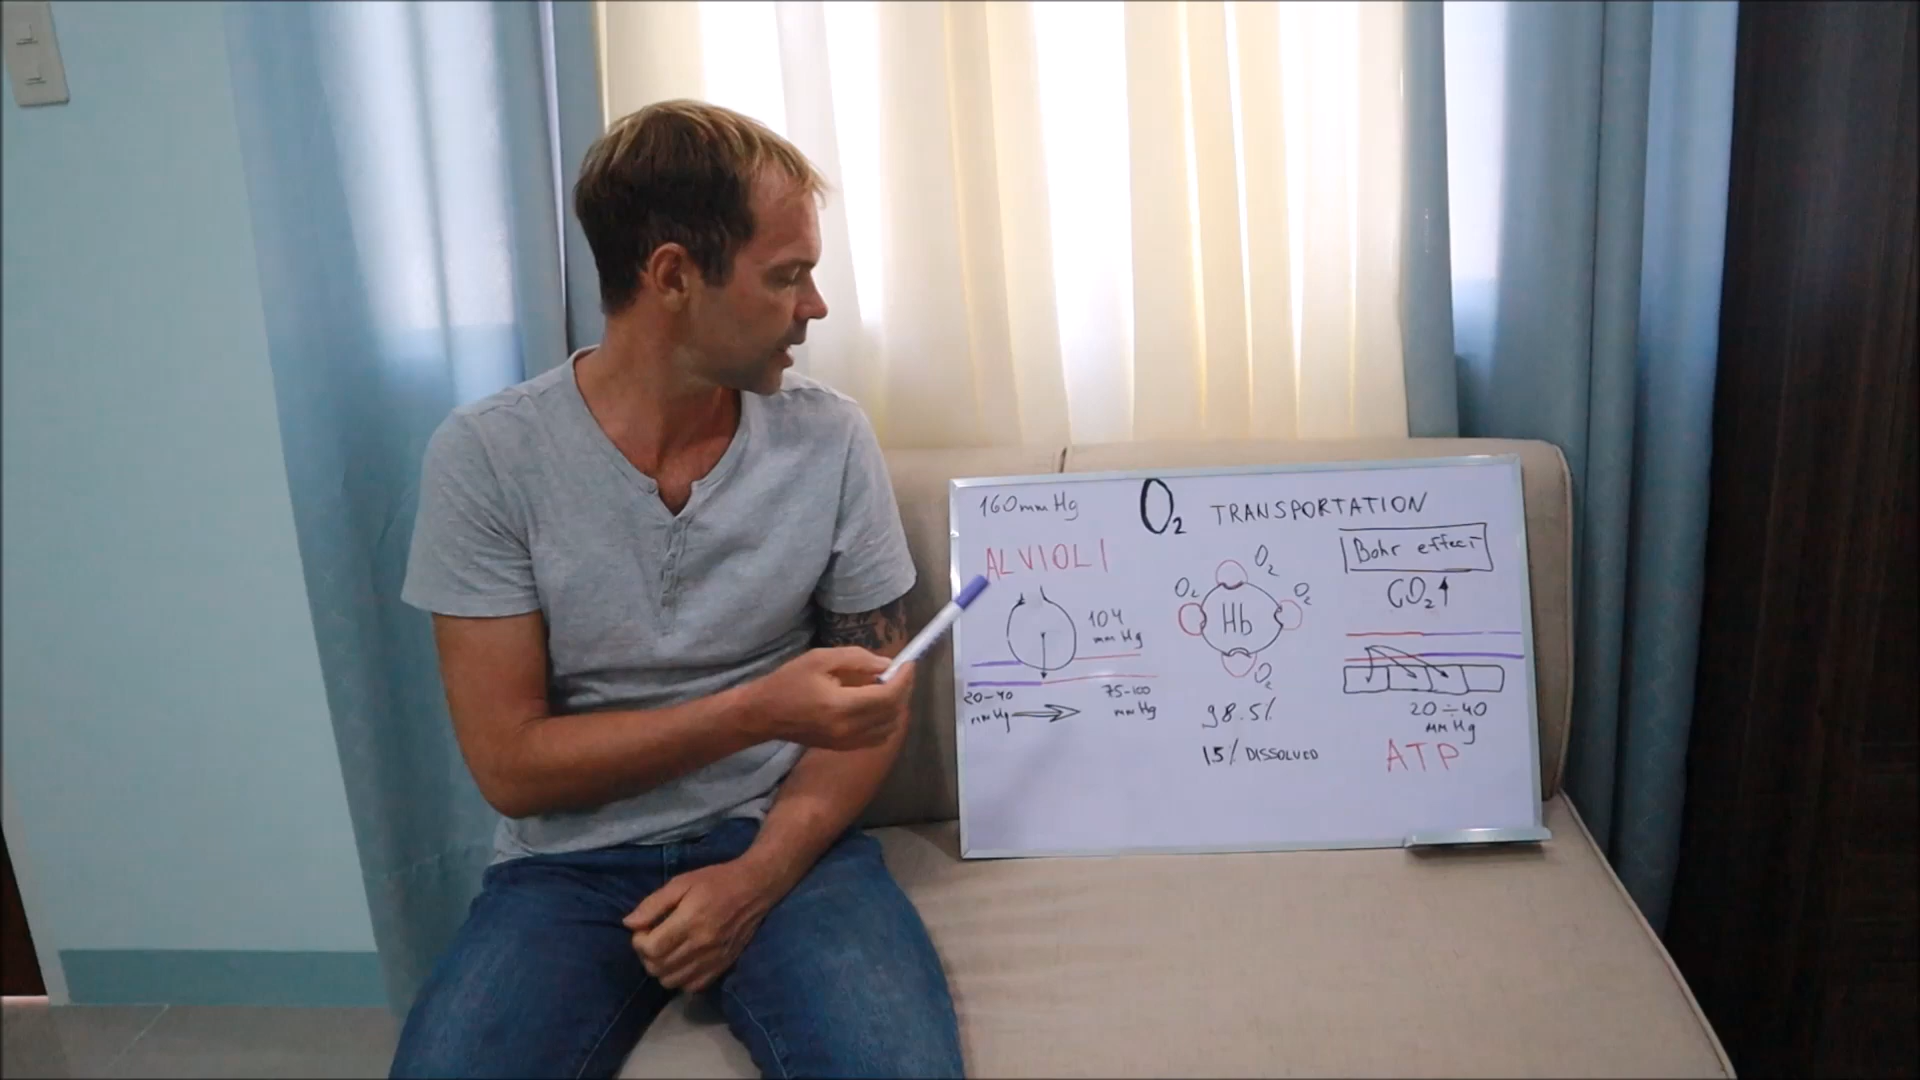 160mmHg
O2 TRANSPORTATION
ALVIOLI
104
mmHg
20-40
mmHg
75-100
mmHg
O2
O2
O2
Hb
O2
98.5%
1.5% DISSOLVED
Bohr effect
CO2↑
20÷40
mmHg
ATP